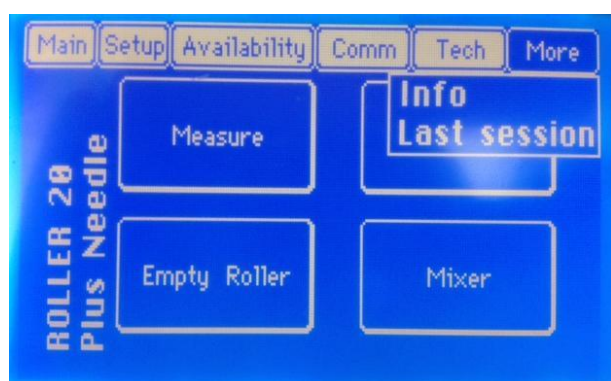 Main Setup Availability Comm Tech More
Info
Last session
Measure
ROLLER 20
Plus Needle
Empty Roller Mixer